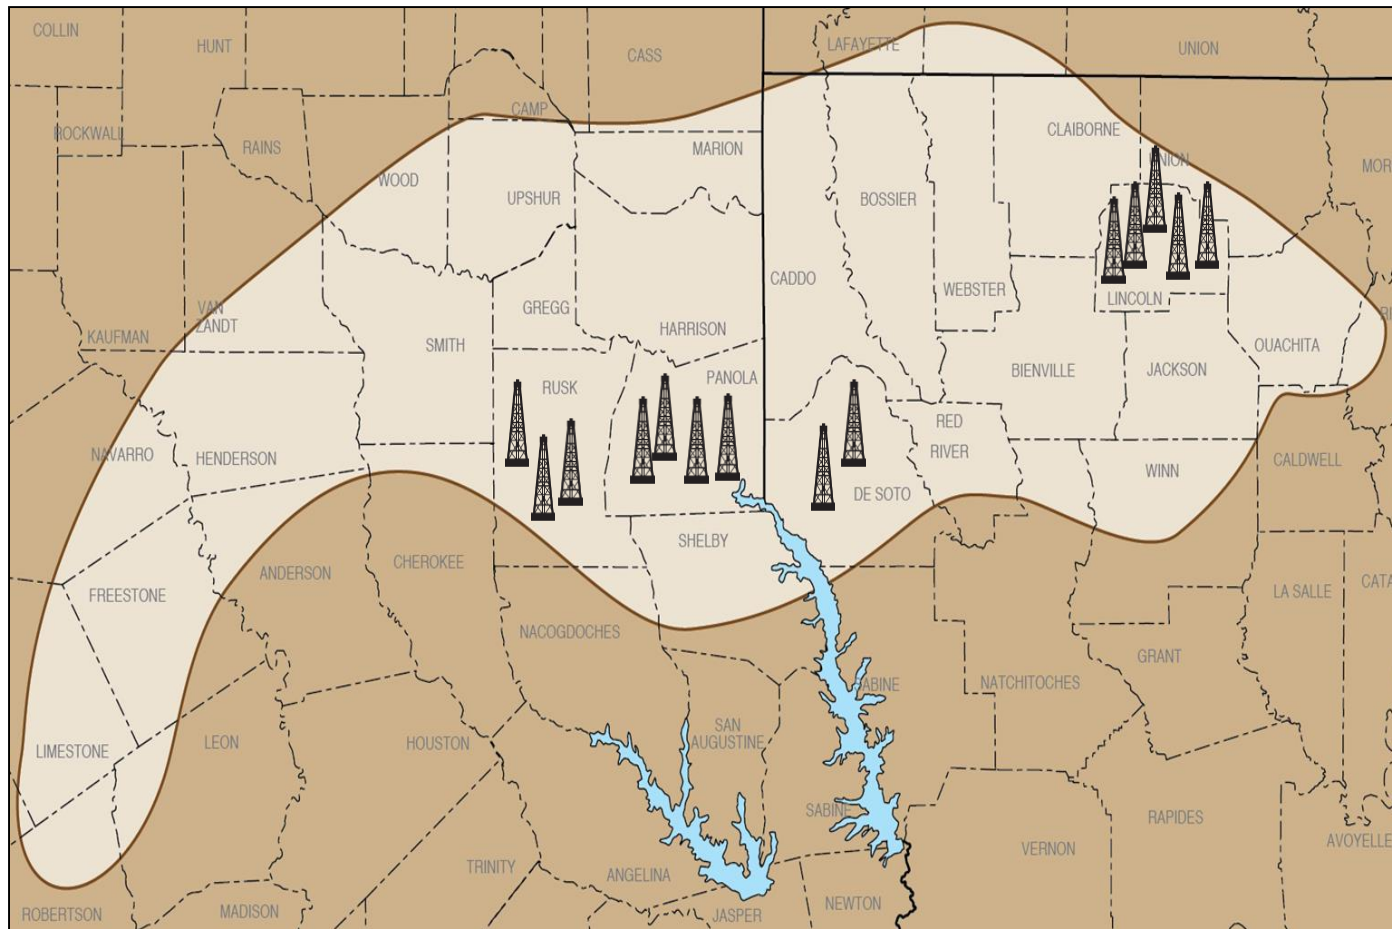 COLLIN
HUNT
CASS
LAFAYETTE
UNION
CAMP
ROCKWALL
RAINS
CLAIBORNE
MARION
UNION
WOOD
UPSHUR
BOSSIER
CADDO
WEBSTER
LINCOLN
VAN
ZANDT
GREGG
HARRISON
KAUFMAN
SMITH
OUACHITA
RUSK
PANOLA
BIENVILLE
JACKSON
RED
RIVER
NAVARRO
HENDERSON
WINN
CALDWELL
DE SOTO
SHELBY
CHEROKEE
ANDERSON
FREESTONE
LA SALLE
NACOGDOCHES
GRANT
SABINE
NATCHITOCHES
SAN
AUGUSTINE
LIMESTONE
LEON
HOUSTON
SABINE
RAPIDES
VERNON
TRINITY
ANGELINA
NEWTON
JASPER
ROBERTSON
MADISON
AVOYELLE
MOR
CATA